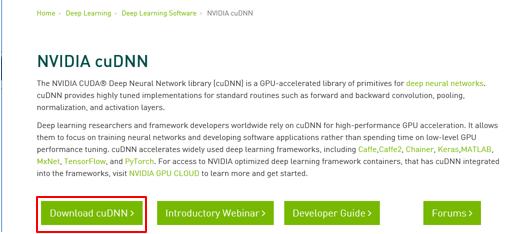 Home > Deep Learning > Deep Learning Software > NVIDIA cuDNN
NVIDIA cuDNN
The NVIDIA CUDA® Deep Neural Network library (cuDNN) is a GPU-accelerated library of primitives for deep neural networks.
cuDNN provides highly tuned implementations for standard routines such as forward and backward convolution, pooling,
normalization, and activation layers.
Deep learning researchers and framework developers worldwide rely on cuDNN for high-performance GPU acceleration. It allows
them to focus on training neural networks and developing software applications rather than spending time on low-level GPU
performance tuning. cuDNN accelerates widely used deep learning frameworks, including Caffe,Caffe2, Chainer, Keras,MATLAB,
MxNet, TensorFlow, and PyTorch. For access to NVIDIA optimized deep learning framework containers, that has cuDNN integrated
into the frameworks, visit NVIDIA GPU CLOUD to learn more and get started.
Download cuDNN > Introductory Webinar > Developer Guide > Forums >